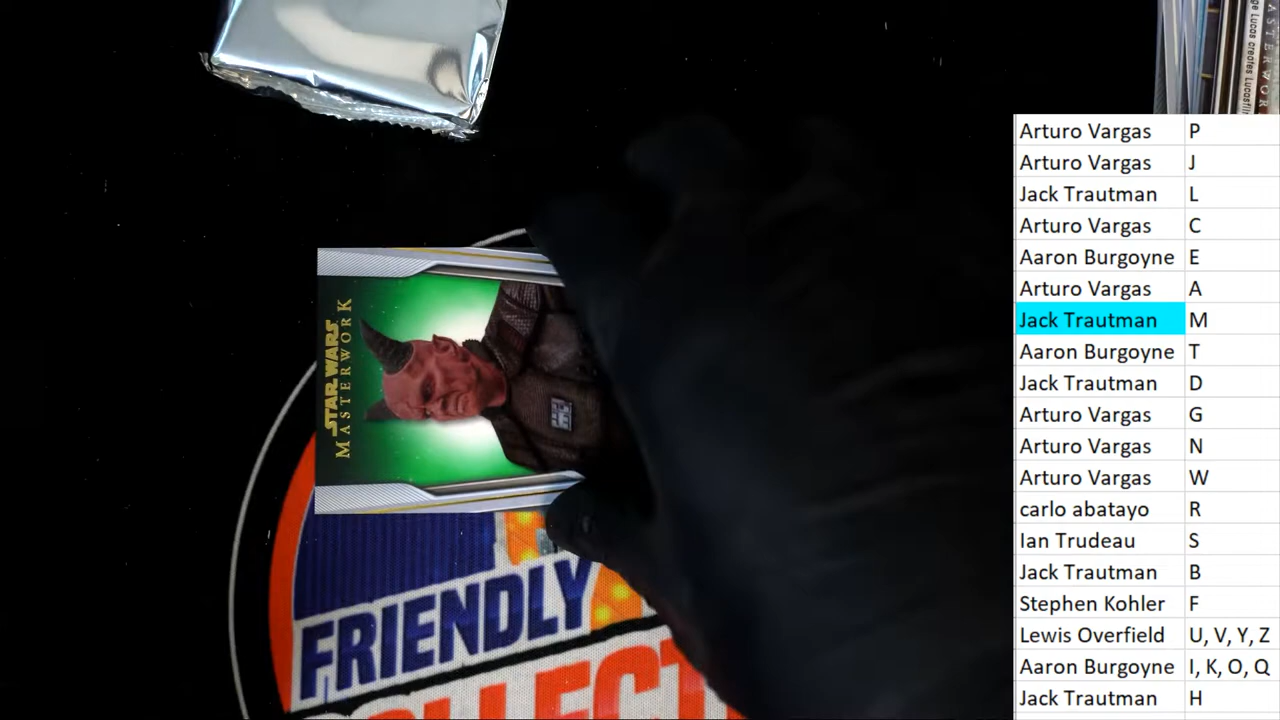 STAR WARS
MASTERWORK
FRIENDLY
Arturo Vargas P
Arturo Vargas J
Jack Trautman L
Arturo Vargas C
Aaron Burgoyne E
Arturo Vargas A
Jack Trautman M
Aaron Burgoyne T
Jack Trautman D
Arturo Vargas G
Arturo Vargas N
Arturo Vargas W
carlo abatayo R
Ian Trudeau S
Jack Trautman B
Stephen Kohler F
Lewis Overfield U, V, Y, Z
Aaron Burgoyne I, K, O, Q
Jack Trautman H